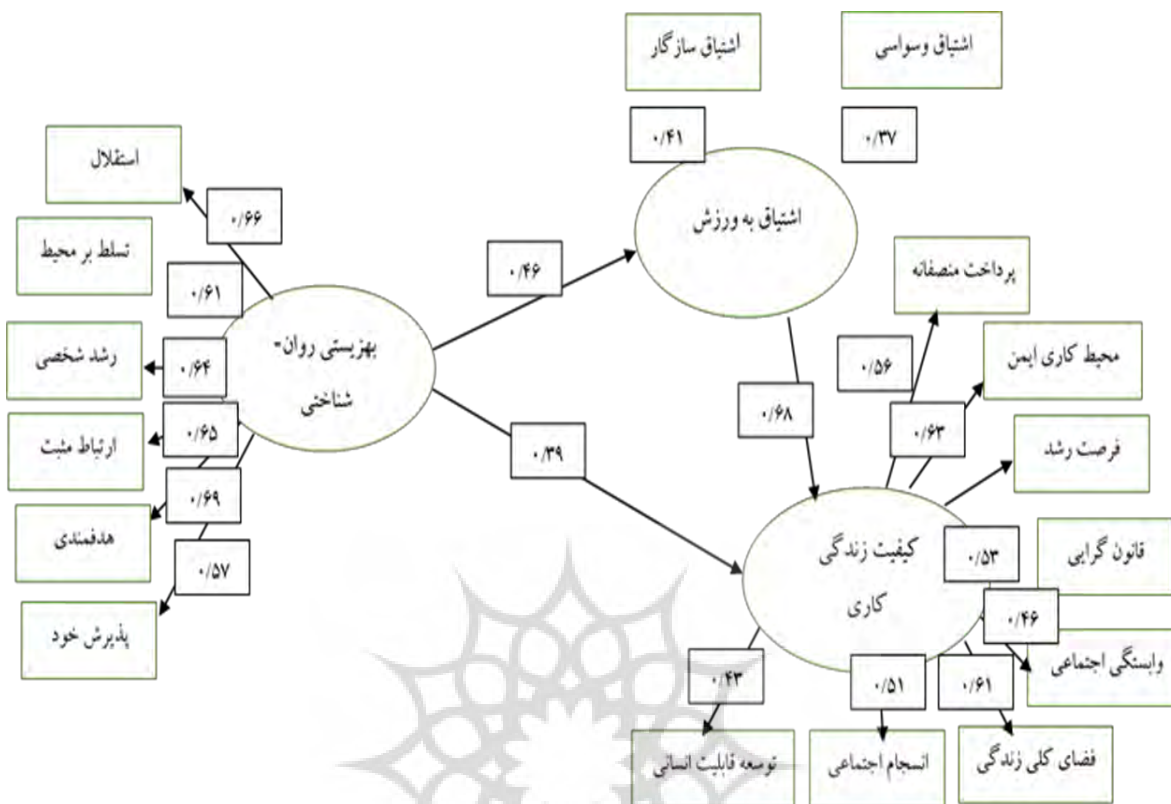 اشتیاق وسواسی
اشتیاق سازگار
۰/۳۷
۰/۴۱
اشتیاق به ورزش
استقلال
۰/۶۶
تسلط بر محیط
۰/۶۱
رشد شخصی
۰/۶۴
ارتباط مثبت
۰/۶۵
هدفمندی
۰/۶۹
پذیرش خود
۰/۵۷
بهزیستی روان-
شناختی
۰/۴۶
۰/۳۹
۰/۶۸
پرداخت منصفانه
۰/۵۶
محیط کاری ایمن
۰/۶۳
فرصت رشد
کیفیت زندگی
کاری
۰/۵۳
قانون گرایی
۰/۴۶
وابستگی اجتماعی
۰/۶۱
فضای کلی زندگی
۰/۵۱
انسجام اجتماعی
۰/۴۳
توسعه قابلیت انسانی